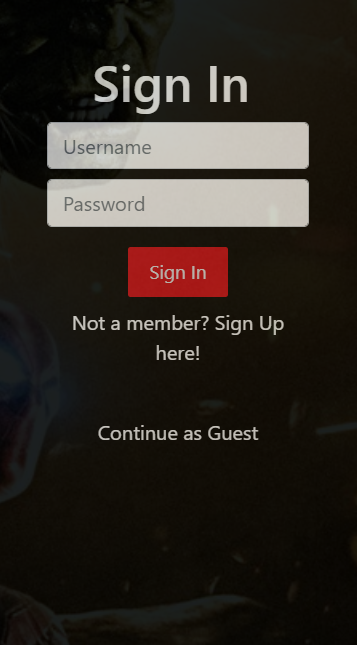 Sign In
Username
Password
Sign In
Not a member? Sign Up
here!
Continue as Guest